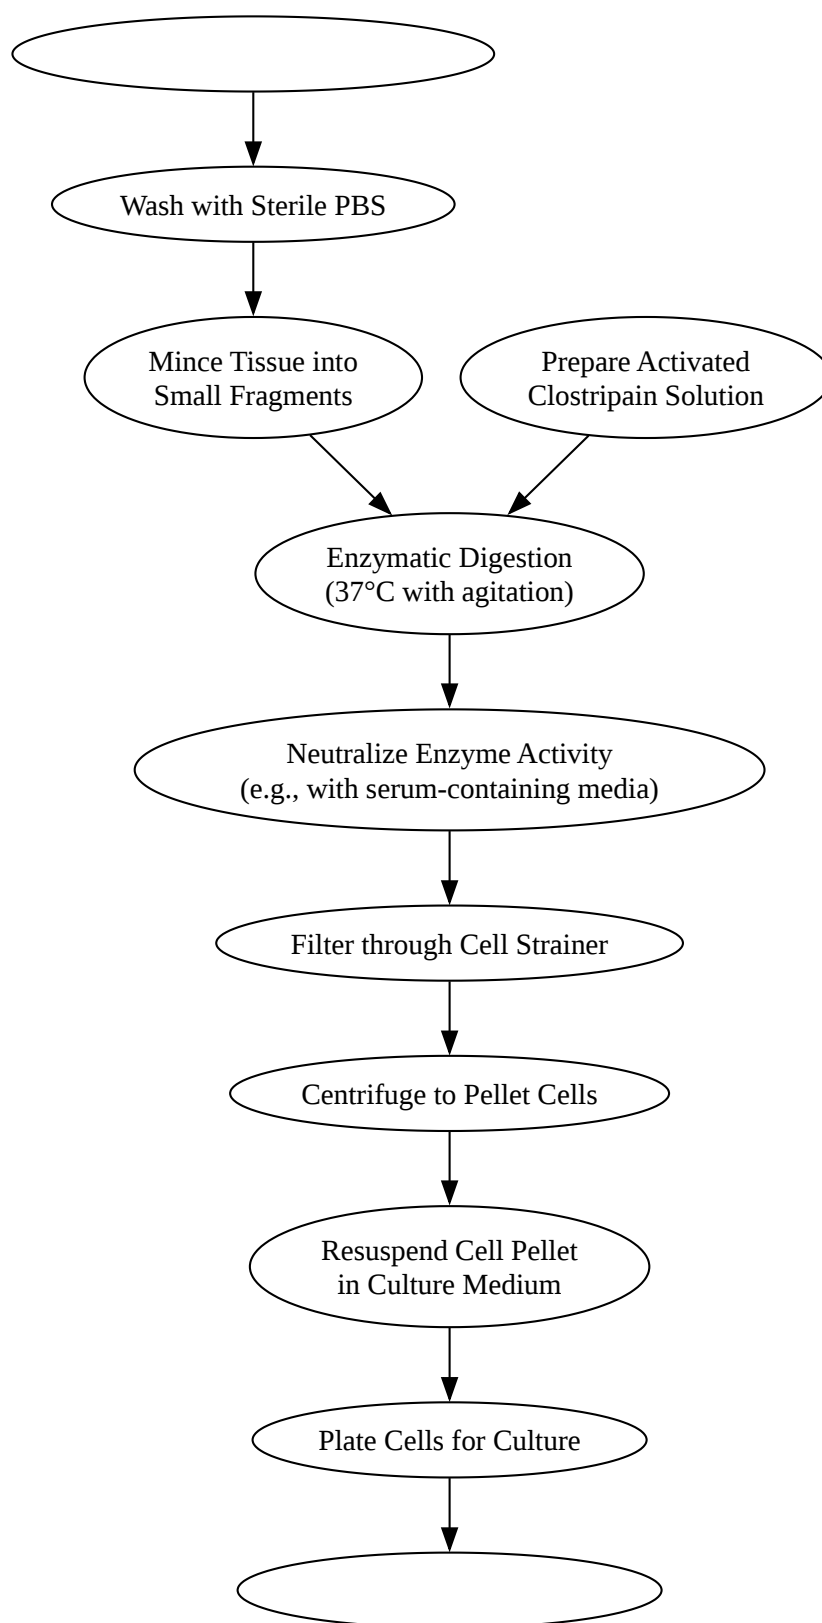 Wash with Sterile PBS
Mince Tissue into
Small Fragments
Prepare Activated
Clostripain Solution
Enzymatic Digestion
(37°C with agitation)
Neutralize Enzyme Activity
(e.g., with serum-containing media)
Filter through Cell Strainer
Centrifuge to Pellet Cells
Resuspend Cell Pellet
in Culture Medium
Plate Cells for Culture